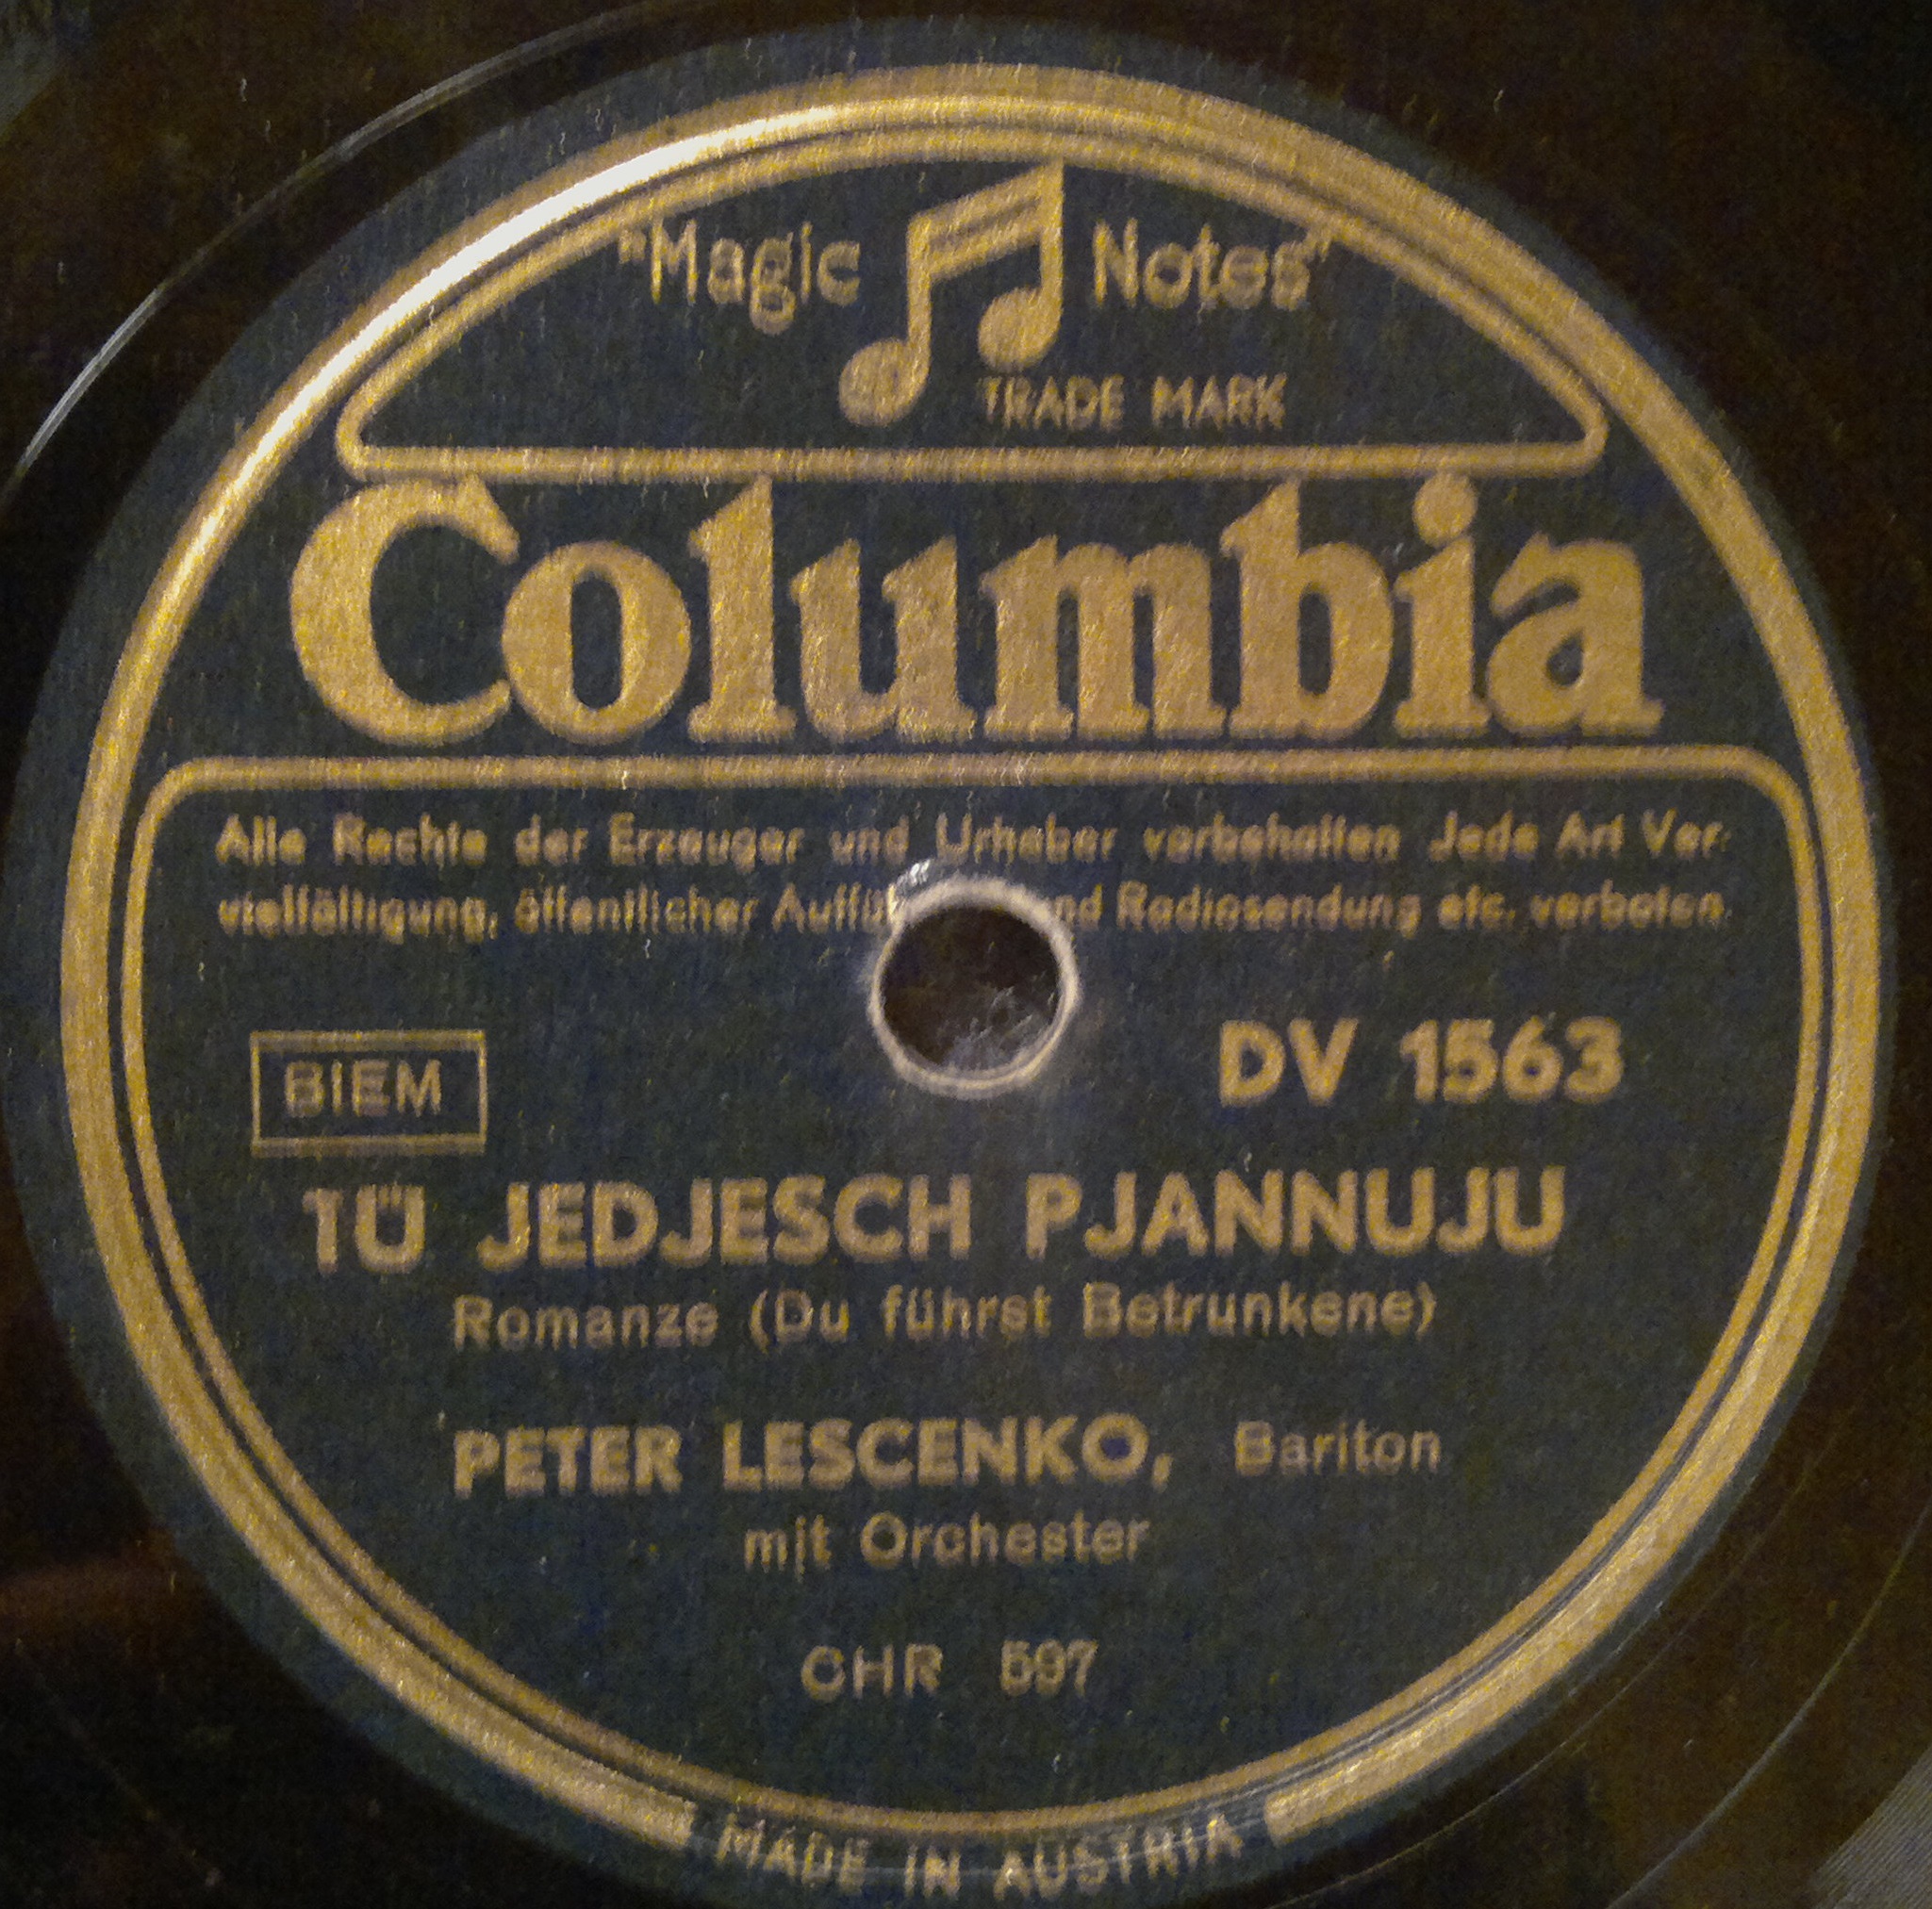 "Magic Notes"
TRADE MARK
Columbia
Alle Rechte der Erzeuger und Urheber vorbehalten Jede Art Ver-
vielfältigung, öffentlicher Auffü nd Radiosendung etc. verboten.
BIEM
DV 1563
TÜ JEDJESCH PJANNUJU
Romanze (Du führst Betrunkene)
PETER LESCENKO, Bariton
mit Orchester
CHR 597
MADE IN AUSTRIA